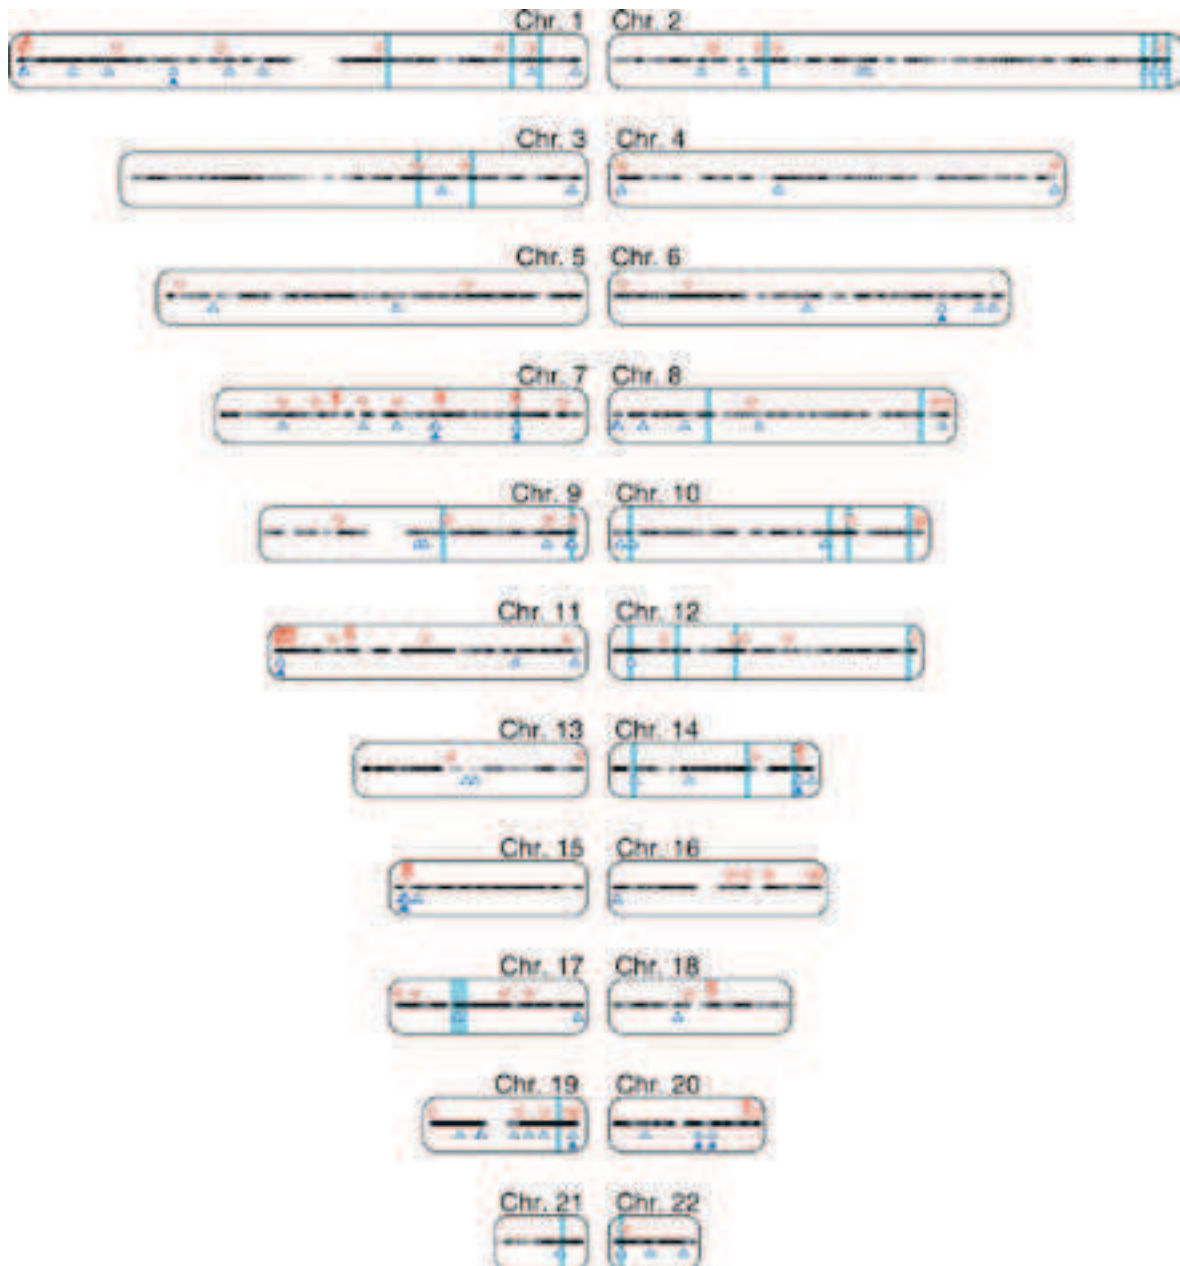 Chr. 1 Chr. 2
Chr. 3 Chr. 4
Chr. 5 Chr. 6
Chr. 7 Chr. 8
Chr. 9 Chr. 10
Chr. 11 Chr. 12
Chr. 13 Chr. 14
Chr. 15 Chr. 16
Chr. 17 Chr. 18
Chr. 19 Chr. 20
Chr. 21 Chr. 22